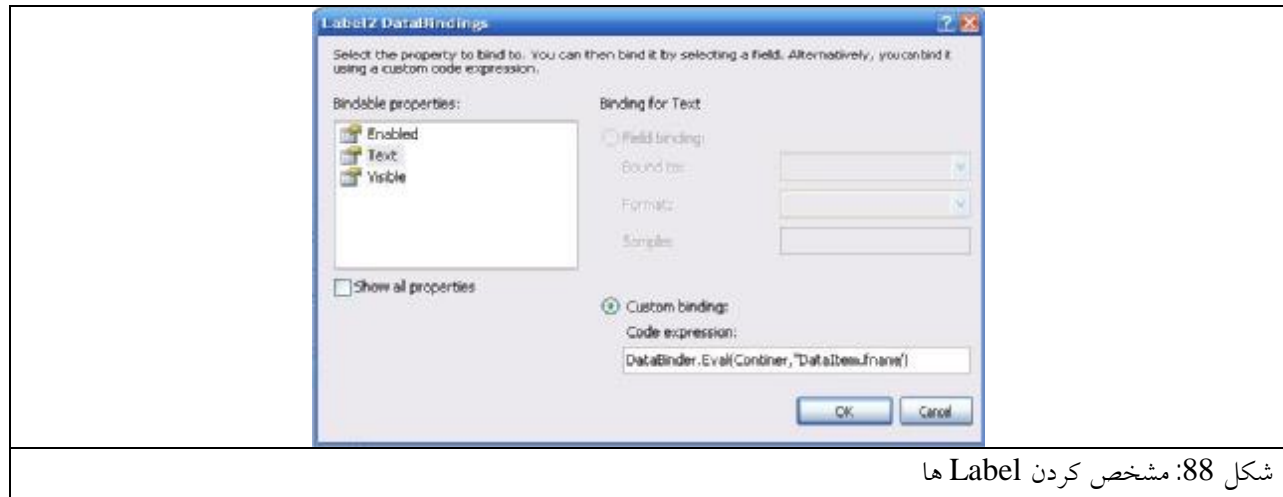 Label2 DataBindings
Select the property to bind to. You can then bind it by selecting a field. Alternatively, you can bind it
using a custom code expression.
Bindable properties:
Enabled
Text
Visible
Show all properties
Binding for Text
Field binding:
Bound to:
Format:
Sample:
Custom binding:
Code expression:
DataBinder.Eval(Continer,"DataItem.fname")
OK
Cancel
شکل 88: مشخص کردن Label ها